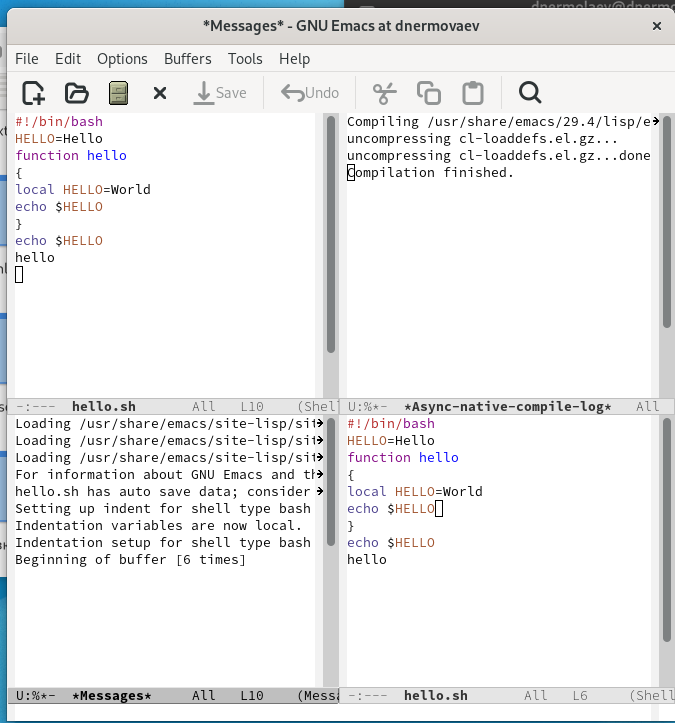 dnermolaev@dnermo
*Messages* - GNU Emacs at dnermovaev
File Edit Options Buffers Tools Help
Save Undo
#!/bin/bash
HELLO=Hello
function hello
{
local HELLO=World
echo $HELLO
}
echo $HELLO
hello
-:--- hello.sh All L10 (Shel
Compiling /usr/share/emacs/29.4/lisp/e
uncompressing cl-loaddefs.el.gz...
uncompressing cl-loaddefs.el.gz...done
Compilation finished.
U:%*- *Async-native-compile-log* All
Loading /usr/share/emacs/site-lisp/sit
Loading /usr/share/emacs/site-lisp/sit
Loading /usr/share/emacs/site-lisp/sit
For information about GNU Emacs and th
hello.sh has auto save data; consider
Setting up indent for shell type bash
Indentation variables are now local.
Indentation setup for shell type bash
Beginning of buffer [6 times]
U:%*- *Messages* All L10 (Messa
#!/bin/bash
HELLO=Hello
function hello
{
local HELLO=World
echo $HELLO
}
echo $HELLO
hello
-:--- hello.sh All L6 (Shell